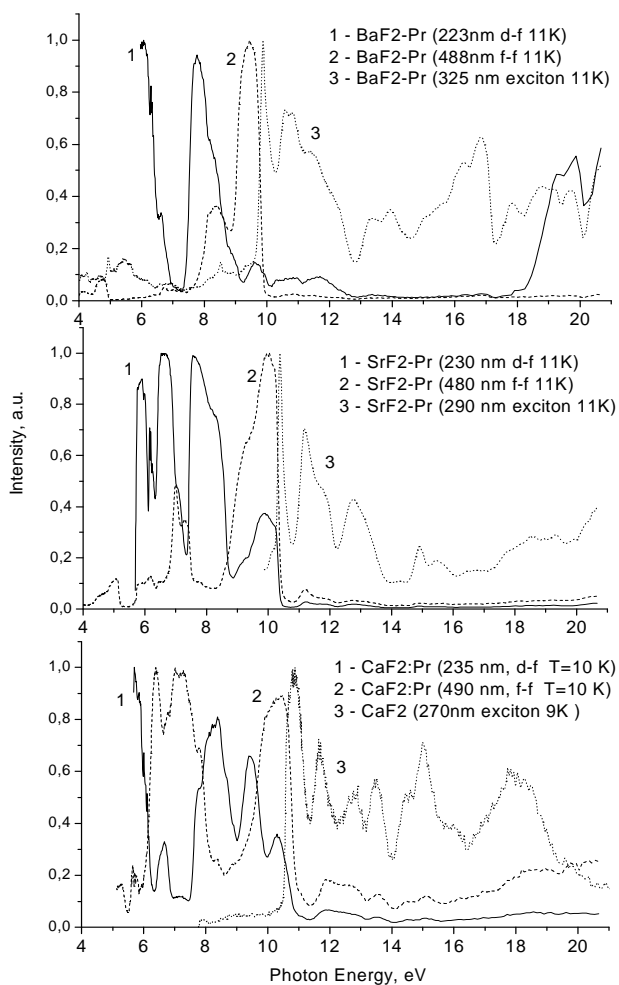 1 - BaF2-Pr (223nm d-f 11K)
2 - BaF2-Pr (488nm f-f 11K)
3 - BaF2-Pr (325 nm exciton 11K)
1
2
3
1,0
0,8
0,6
0,4
0,2
0,0
4 6 8 10 12 14 16 18 20
1 - SrF2-Pr (230 nm d-f 11K)
2 - SrF2-Pr (480 nm f-f 11K)
3 - SrF2-Pr (290 nm exciton 11K)
1
2
3
1,0
0,8
0,6
0,4
0,2
0,0
4 6 8 10 12 14 16 18 20
Intensity, a.u.
1 - CaF2:Pr (235 nm, d-f T=10 K)
2 - CaF2:Pr (490 nm, f-f T=10 K)
3 - CaF2 (270nm exciton 9K )
1
2
3
1,0
0,8
0,6
0,4
0,2
0,0
4 6 8 10 12 14 16 18 20
Photon Energy, eV